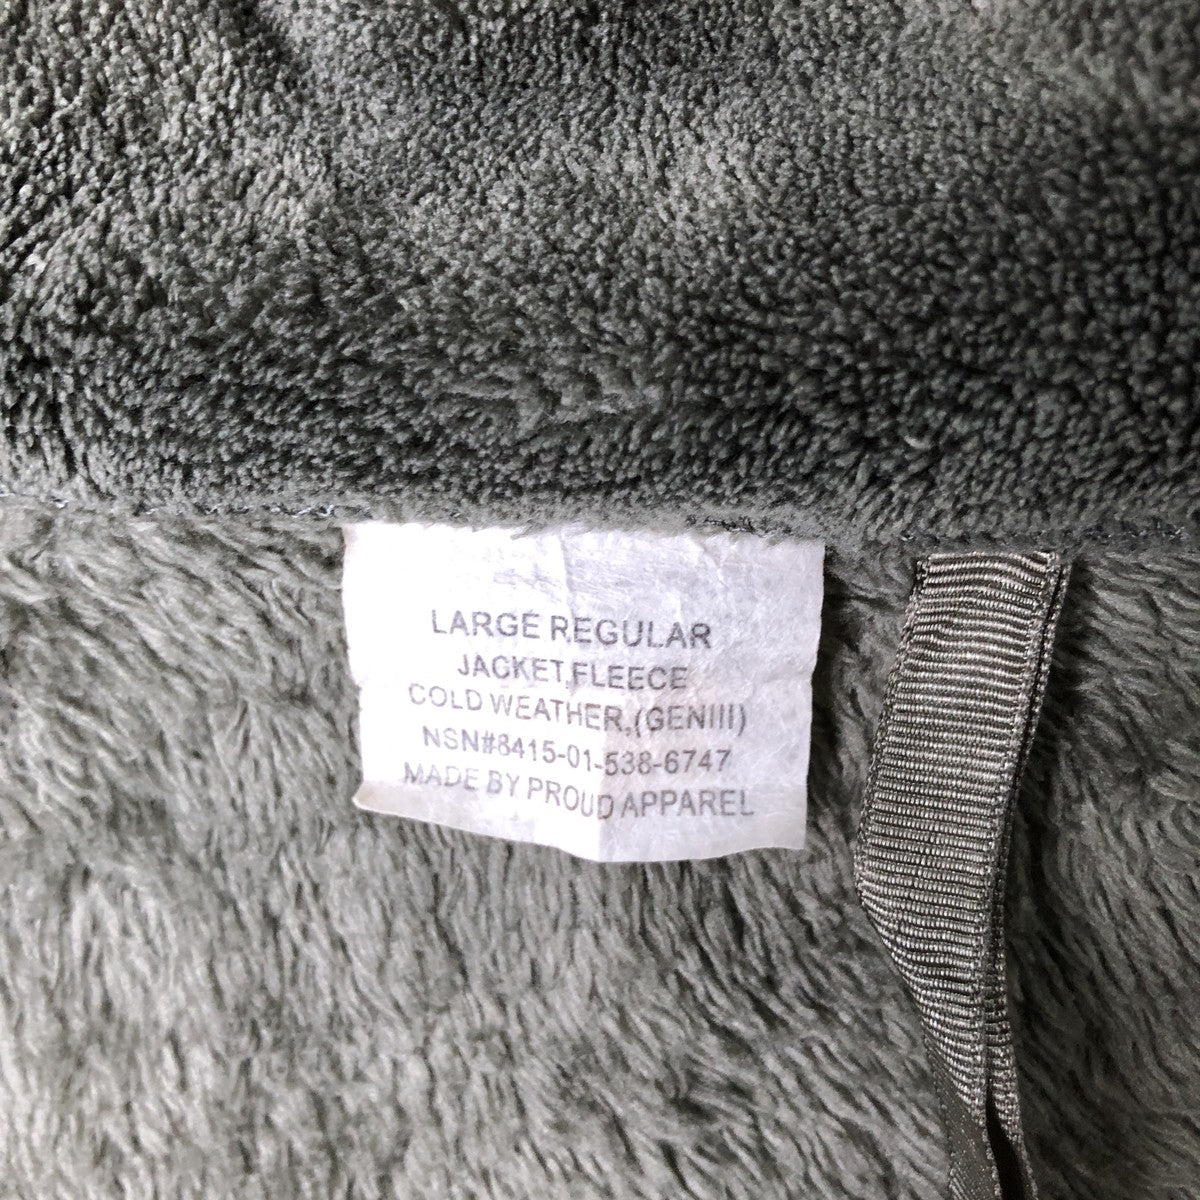 LARGE REGULAR
JACKET,FLEECE
COLD WEATHER,(GENIII)
NSN#8415-01-538-6747
MADE BY PROUD APPAREL